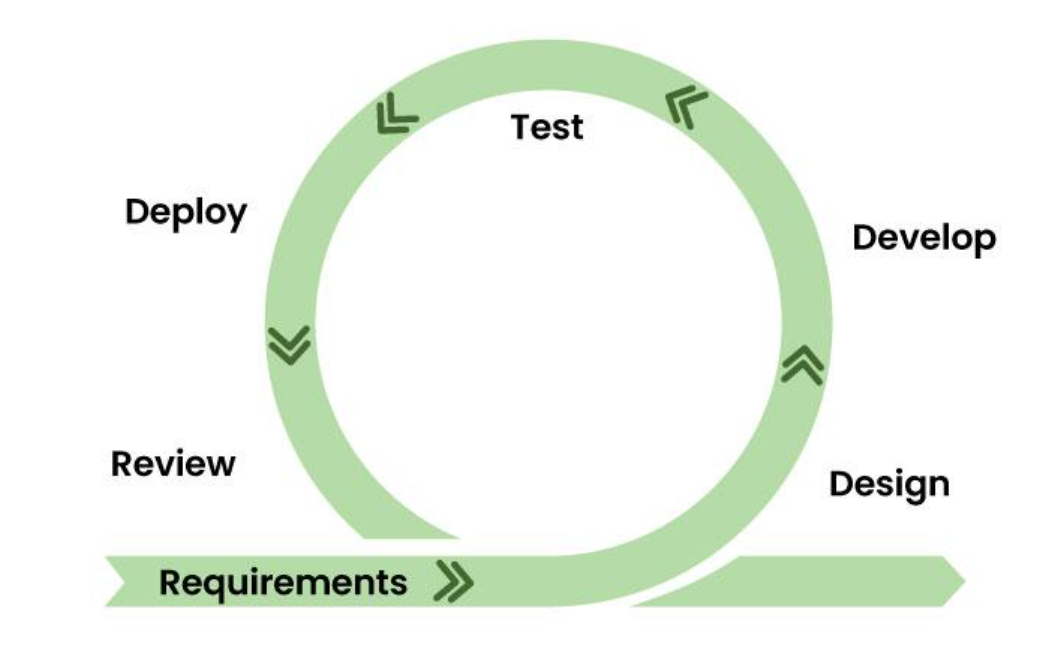 Test
Deploy
Develop
Review
Design
Requirements